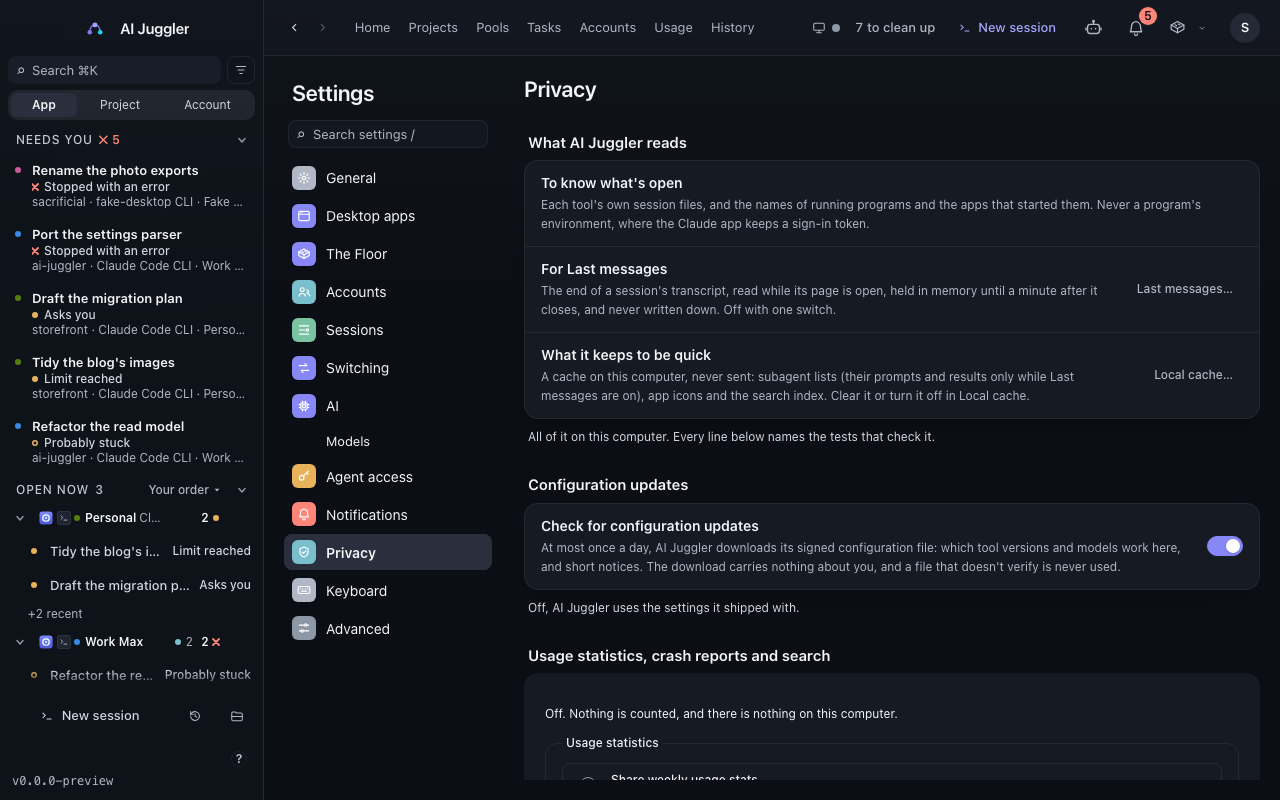 AI Juggler
Search ⌘K
App Project Account
NEEDS YOU 5
Rename the photo exports
Stopped with an error
sacrificial · fake-desktop CLI · Fake ...
Port the settings parser
Stopped with an error
ai-juggler · Claude Code CLI · Work ...
Draft the migration plan
Asks you
storefront · Claude Code CLI · Perso...
Tidy the blog's images
Limit reached
storefront · Claude Code CLI · Perso...
Refactor the read model
Probably stuck
ai-juggler · Claude Code CLI · Work ...
OPEN NOW 3 Your order
Personal Cl... 2
Tidy the blog's i... Limit reached
Draft the migration p... Asks you
+2 recent
Work Max 2 2
Refactor the re... Probably stuck
New session
?
v0.0.0-preview
Home Projects Pools Tasks Accounts Usage History
7 to clean up
New session
5
S
Settings
Search settings /
General
Desktop apps
The Floor
Accounts
Sessions
Switching
AI
Models
Agent access
Notifications
Privacy
Keyboard
Advanced
Privacy
What AI Juggler reads
To know what's open
Each tool's own session files, and the names of running programs and the apps that started them. Never a program's
environment, where the Claude app keeps a sign-in token.
For Last messages
The end of a session's transcript, read while its page is open, held in memory until a minute after it
closes, and never written down. Off with one switch.
Last messages...
What it keeps to be quick
A cache on this computer, never sent: subagent lists (their prompts and results only while Last
messages are on), app icons and the search index. Clear it or turn it off in Local cache.
Local cache...
All of it on this computer. Every line below names the tests that check it.
Configuration updates
Check for configuration updates
At most once a day, AI Juggler downloads its signed configuration file: which tool versions and models work here,
and short notices. The download carries nothing about you, and a file that doesn't verify is never used.
Off, AI Juggler uses the settings it shipped with.
Usage statistics, crash reports and search
Off. Nothing is counted, and there is nothing on this computer.
Usage statistics
Share weekly usage stats